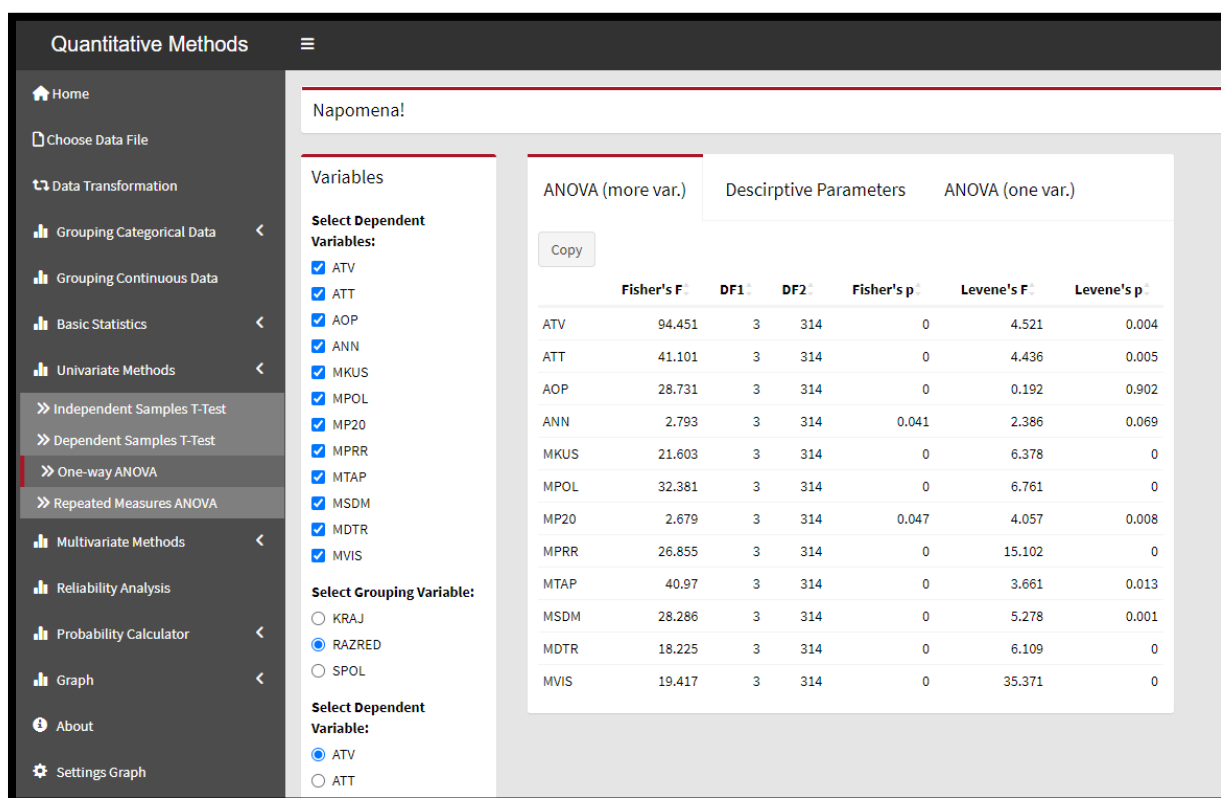 Quantitative Methods
Home
Choose Data File
Data Transformation
Grouping Categorical Data
Grouping Continuous Data
Basic Statistics
Univariate Methods
Independent Samples T-Test
Dependent Samples T-Test
One-way ANOVA
Repeated Measures ANOVA
Multivariate Methods
Reliability Analysis
Probability Calculator
Graph
About
Settings Graph
Napomena!
Variables
Select Dependent
Variables:
ATV
ATT
AOP
ANN
MKUS
MPOL
MP20
MPRR
MTAP
MSDM
MDTR
MVIS
Select Grouping Variable:
KRAJ
RAZRED
SPOL
Select Dependent
Variable:
ATV
ATT
ANOVA (more var.) Descirptive Parameters ANOVA (one var.)
Copy
Fisher's F DF1 DF2 Fisher's p Levene's F Levene's p
ATV 94.451 3 314 0 4.521 0.004
ATT 41.101 3 314 0 4.436 0.005
AOP 28.731 3 314 0 0.192 0.902
ANN 2.793 3 314 0.041 2.386 0.069
MKUS 21.603 3 314 0 6.378 0
MPOL 32.381 3 314 0 6.761 0
MP20 2.679 3 314 0.047 4.057 0.008
MPRR 26.855 3 314 0 15.102 0
MTAP 40.97 3 314 0 3.661 0.013
MSDM 28.286 3 314 0 5.278 0.001
MDTR 18.225 3 314 0 6.109 0
MVIS 19.417 3 314 0 35.371 0